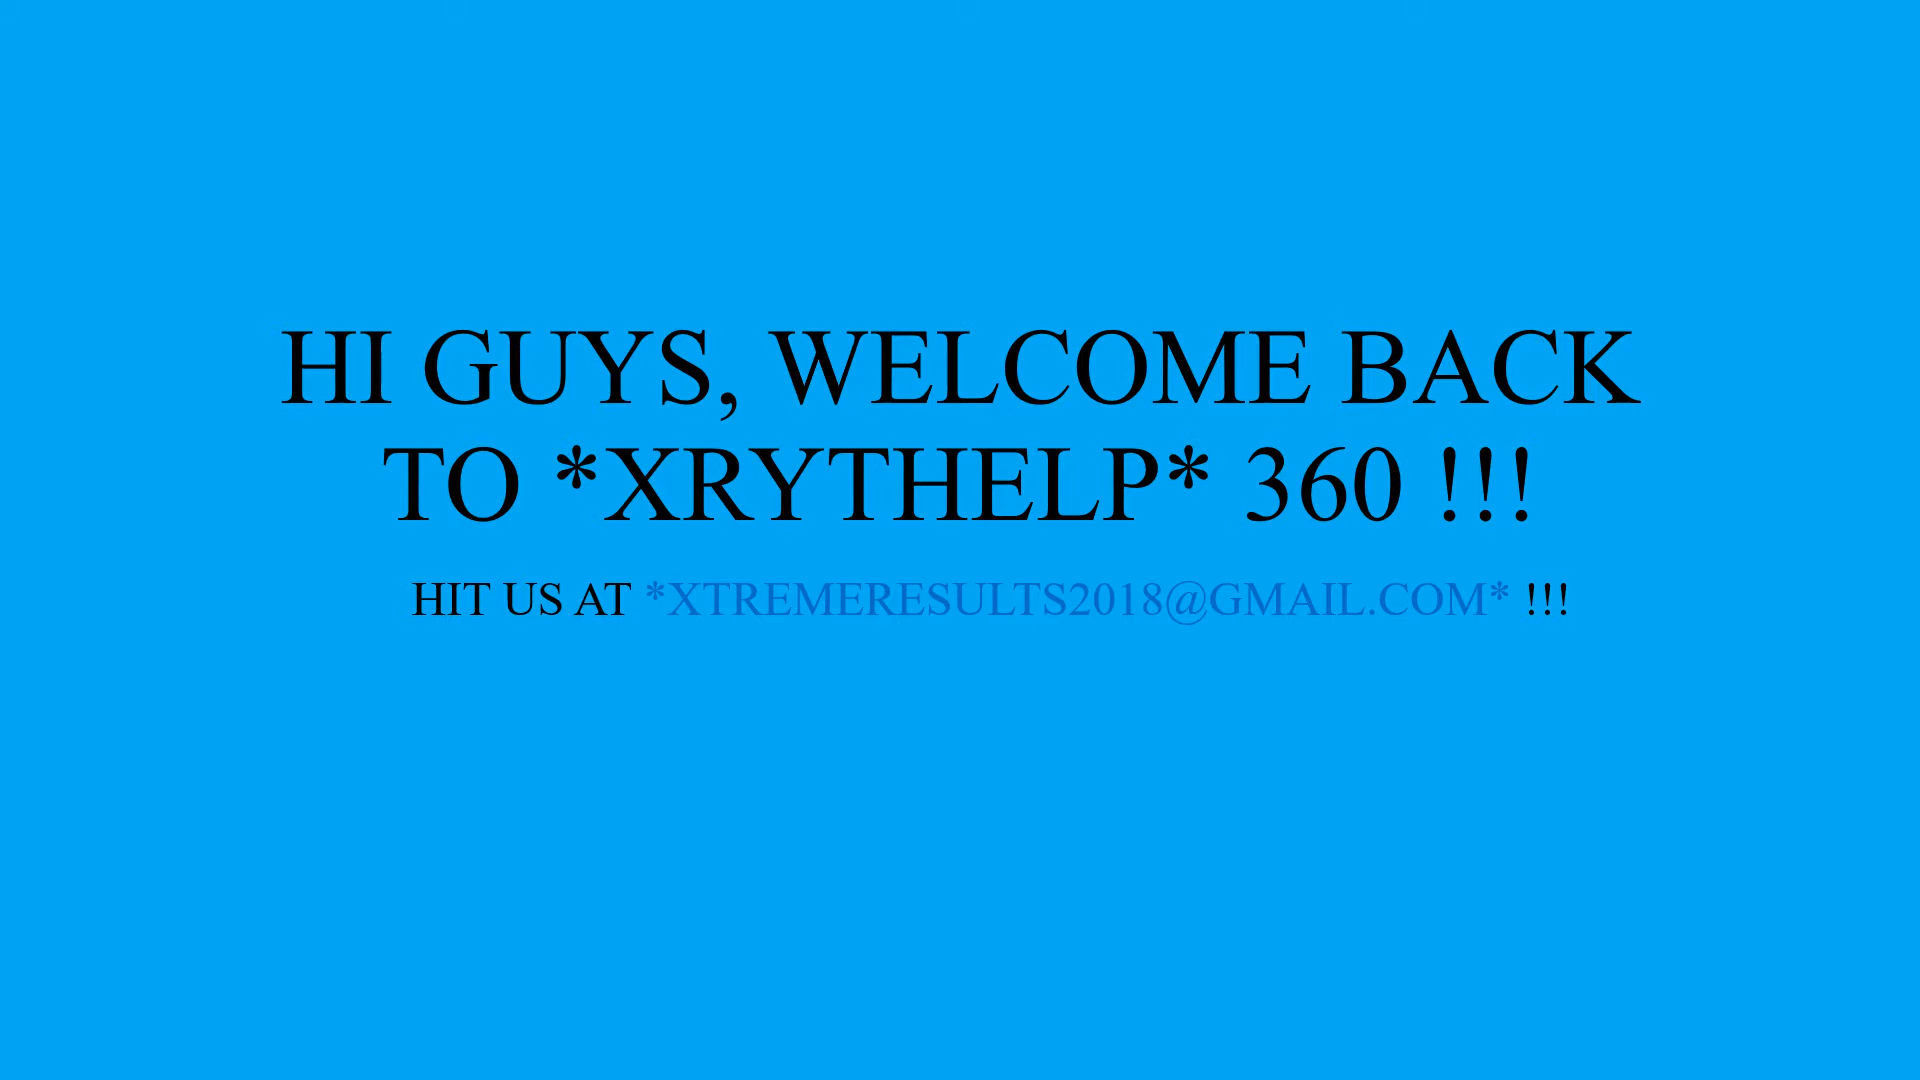 HI GUYS, WELCOME BACK
TO *XRYTHELP* 360 !!!
HIT US AT *XTREMERESULTS2018@GMAIL.COM* !!!